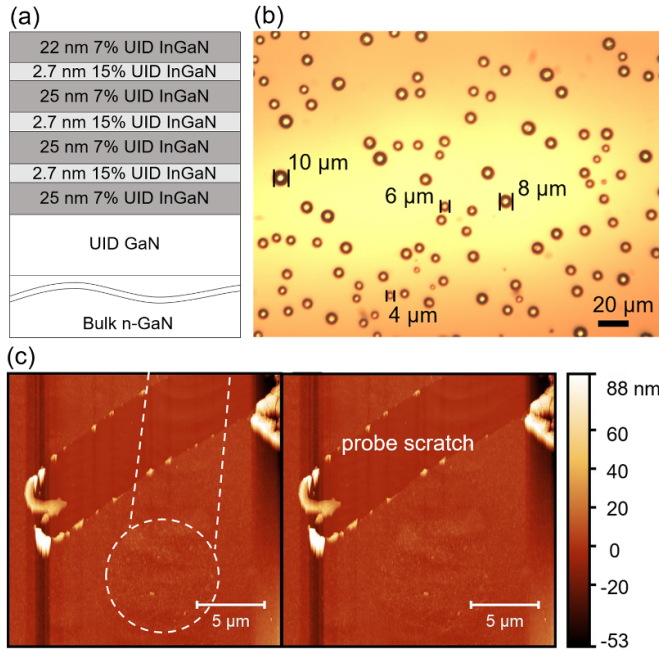 (a)
22 nm 7% UID InGaN
2.7 nm 15% UID InGaN
25 nm 7% UID InGaN
2.7 nm 15% UID InGaN
25 nm 7% UID InGaN
2.7 nm 15% UID InGaN
25 nm 7% UID InGaN
UID GaN
Bulk n-GaN
(b)
10 μm
6 μm
8 μm
4 μm
20 μm
(c)
5 μm
probe scratch
5 μm
88 nm
60
40
20
0
-20
-53